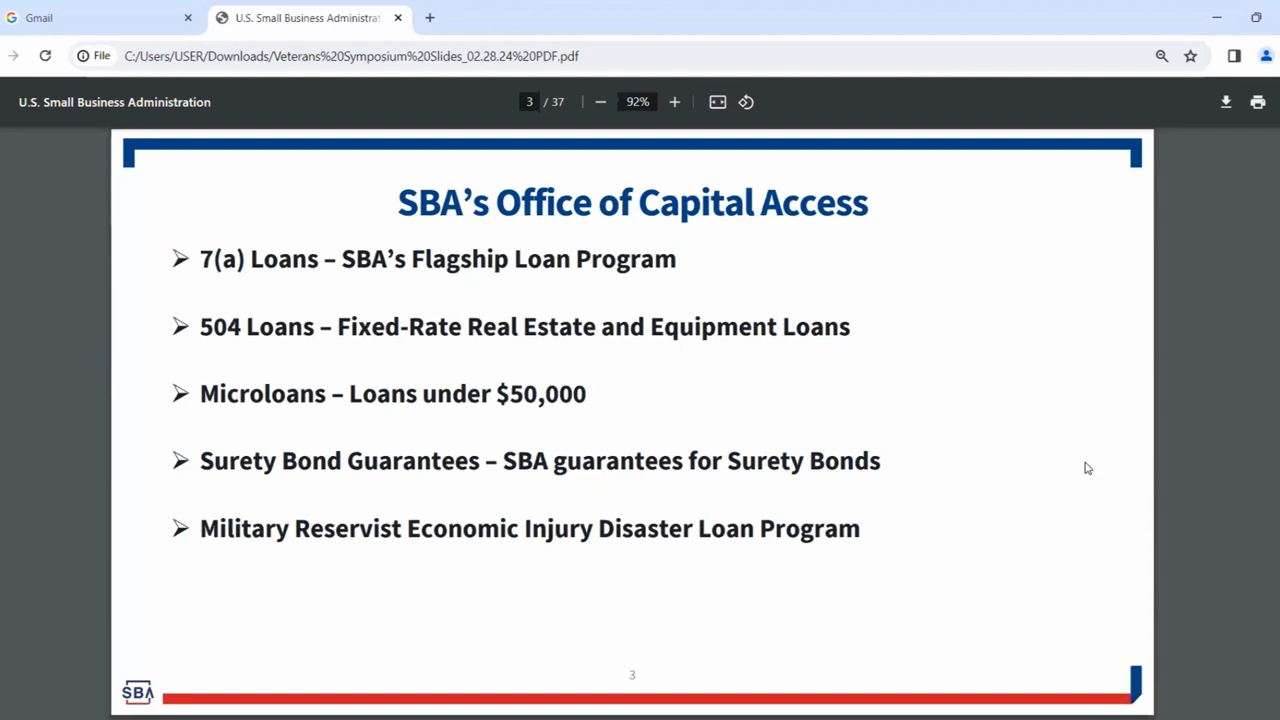 Gmail
U.S. Small Business Administrat
File
C:/Users/USER/Downloads/Veterans%20Symposium%20Slides_02.28.24%20PDF.pdf
U.S. Small Business Administration
3 / 37
92%
SBA’s Office of Capital Access
➢ 7(a) Loans – SBA’s Flagship Loan Program
➢ 504 Loans – Fixed-Rate Real Estate and Equipment Loans
➢ Microloans – Loans under $50,000
➢ Surety Bond Guarantees – SBA guarantees for Surety Bonds
➢ Military Reservist Economic Injury Disaster Loan Program
3
SBA